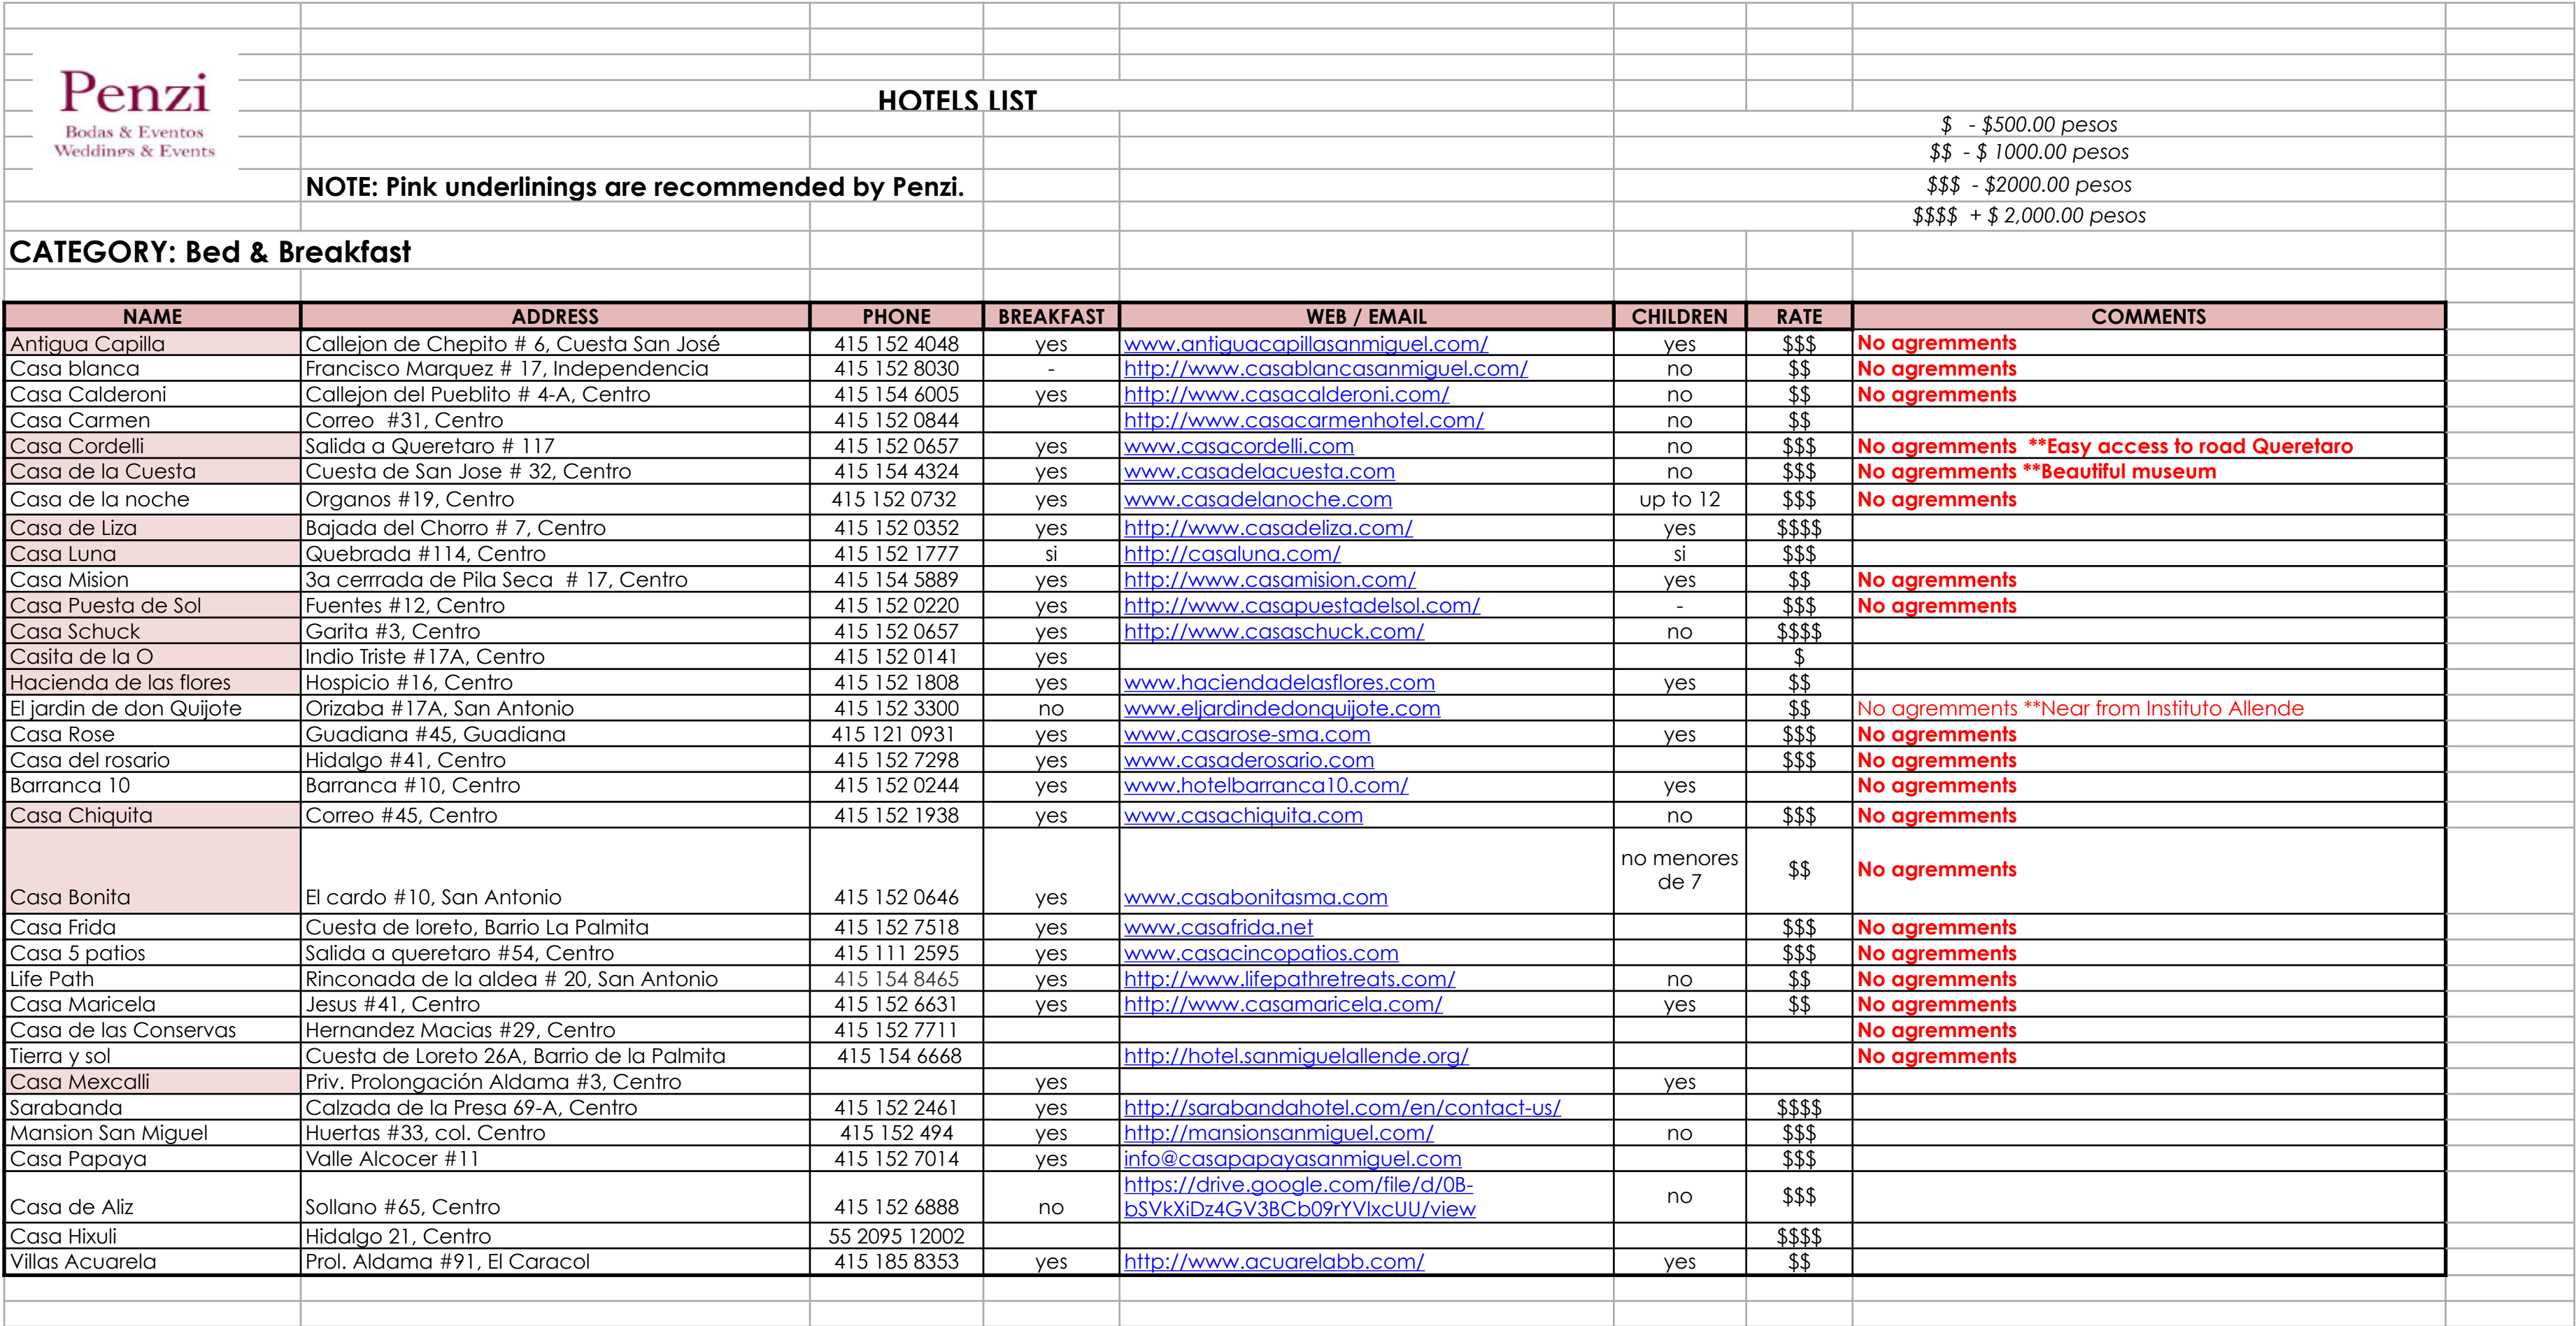 Penzi
Bodas & Eventos
Weddings & Events
HOTELS LIST
$ - $500.00 pesos
$$ - $ 1000.00 pesos
NOTE: Pink underlinings are recommended by Penzi.
$$$ - $2000.00 pesos
$$$$ + $ 2,000.00 pesos
CATEGORY: Bed & Breakfast
NAME ADDRESS PHONE BREAKFAST WEB / EMAIL CHILDREN RATE COMMENTS
Antigua Capilla Callejon de Chepito # 6, Cuesta San José 415 152 4048 yes www.antiguacapillasanmiguel.com/ yes $$$ No agremments
Casa blanca Francisco Marquez # 17, Independencia 415 152 8030 - http://www.casablancasanmiguel.com/ no $$ No agremments
Casa Calderoni Callejon del Pueblito # 4-A, Centro 415 154 6005 yes http://www.casacalderoni.com/ no $$ No agremments
Casa Carmen Correo #31, Centro 415 152 0844 http://www.casacarmenhotel.com/ no $$
Casa Cordelli Salida a Queretaro # 117 415 152 0657 yes www.casacordelli.com no $$$ No agremments **Easy access to road Queretaro
Casa de la Cuesta Cuesta de San Jose # 32, Centro 415 154 4324 yes www.casadelacuesta.com no $$$ No agremments **Beautiful museum
Casa de la noche Organos #19, Centro 415 152 0732 yes www.casadelanoche.com up to 12 $$$ No agremments
Casa de Liza Bajada del Chorro # 7, Centro 415 152 0352 yes http://www.casadeliza.com/ yes $$$$
Casa Luna Quebrada #114, Centro 415 152 1777 si http://casaluna.com/ si $$$
Casa Mision 3a cerrrada de Pila Seca # 17, Centro 415 154 5889 yes http://www.casamision.com/ yes $$ No agremments
Casa Puesta de Sol Fuentes #12, Centro 415 152 0220 yes http://www.casapuestadelsol.com/ - $$$ No agremments
Casa Schuck Garita #3, Centro 415 152 0657 yes http://www.casaschuck.com/ no $$$$
Casita de la O Indio Triste #17A, Centro 415 152 0141 yes $
Hacienda de las flores Hospicio #16, Centro 415 152 1808 yes www.haciendadelasflores.com yes $$
El jardin de don Quijote Orizaba #17A, San Antonio 415 152 3300 no www.eljardindedonquijote.com $$ No agremments **Near from Instituto Allende
Casa Rose Guadiana #45, Guadiana 415 121 0931 yes www.casarose-sma.com yes $$$ No agremments
Casa del rosario Hidalgo #41, Centro 415 152 7298 yes www.casaderosario.com $$$ No agremments
Barranca 10 Barranca #10, Centro 415 152 0244 yes www.hotelbarranca10.com/ yes No agremments
Casa Chiquita Correo #45, Centro 415 152 1938 yes www.casachiquita.com no $$$ No agremments
Casa Bonita El cardo #10, San Antonio 415 152 0646 yes www.casabonitasma.com no menores
de 7 $$ No agremments
Casa Frida Cuesta de loreto, Barrio La Palmita 415 152 7518 yes www.casafrida.net $$$ No agremments
Casa 5 patios Salida a queretaro #54, Centro 415 111 2595 yes www.casacincopatios.com $$$ No agremments
Life Path Rinconada de la aldea # 20, San Antonio 415 154 8465 yes http://www.lifepathretreats.com/ no $$ No agremments
Casa Maricela Jesus #41, Centro 415 152 6631 yes http://www.casamaricela.com/ yes $$ No agremments
Casa de las Conservas Hernandez Macias #29, Centro 415 152 7711 No agremments
Tierra y sol Cuesta de Loreto 26A, Barrio de la Palmita 415 154 6668 http://hotel.sanmiguelallende.org/ No agremments
Casa Mexcalli Priv. Prolongación Aldama #3, Centro yes yes
Sarabanda Calzada de la Presa 69-A, Centro 415 152 2461 yes http://sarabandahotel.com/en/contact-us/ $$$$
Mansion San Miguel Huertas #33, col. Centro 415 152 494 yes http://mansionsanmiguel.com/ no $$$
Casa Papaya Valle Alcocer #11 415 152 7014 yes info@casapapayasanmiguel.com $$$
Casa de Aliz Sollano #65, Centro 415 152 6888 no https://drive.google.com/file/d/0B-
bSVkXiDz4GV3BCb09rYVIxcUU/view no $$$
Casa Hixuli Hidalgo 21, Centro 55 2095 12002 $$$$
Villas Acuarela Prol. Aldama #91, El Caracol 415 185 8353 yes http://www.acuarelabb.com/ yes $$